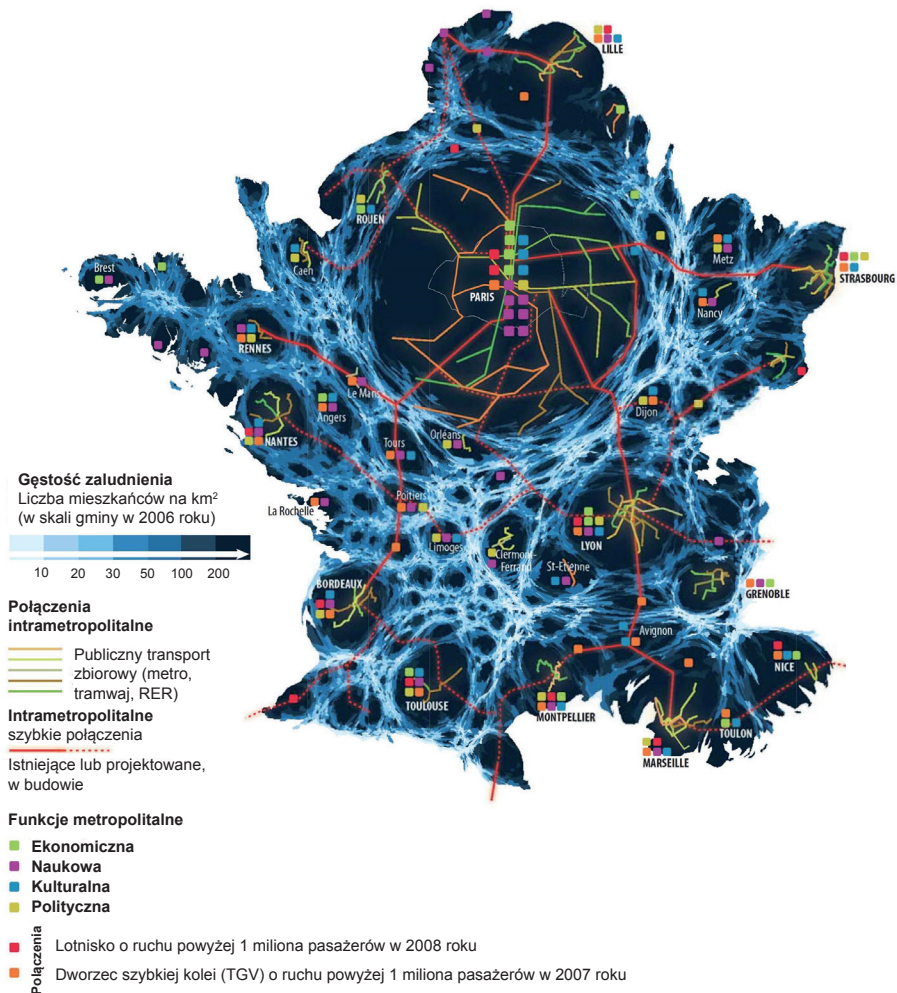 LILLE
ROUEN
Caen
Metz
STRASBOURG
Nancy
PARIS
Brest
RENNES
Le Mans
Angers
NANTES
Orléans
Tours
Dijon
La Rochelle
Poitiers
Limoges
Clermont-
Ferrand
LYON
St-Etienne
GRENOBLE
BORDEAUX
Avignon
NICE
TOULOUSE
MONTPELLIER
TOULON
MARSEILLE
Gęstość zaludnienia
Liczba mieszkańców na km²
(w skali gminy w 2006 roku)
10 20 30 50 100 200
Połączenia
intrametropolitalne
Publiczny transport
zbiorowy (metro,
tramwaj, RER)
Intrametropolitalne
szybkie połączenia
Istniejące lub projektowane,
w budowie
Funkcje metropolitalne
Ekonomiczna
Naukowa
Kulturalna
Polityczna
Połączenia
Lotnisko o ruchu powyżej 1 miliona pasażerów w 2008 roku
Dworzec szybkiej kolei (TGV) o ruchu powyżej 1 miliona pasażerów w 2007 roku